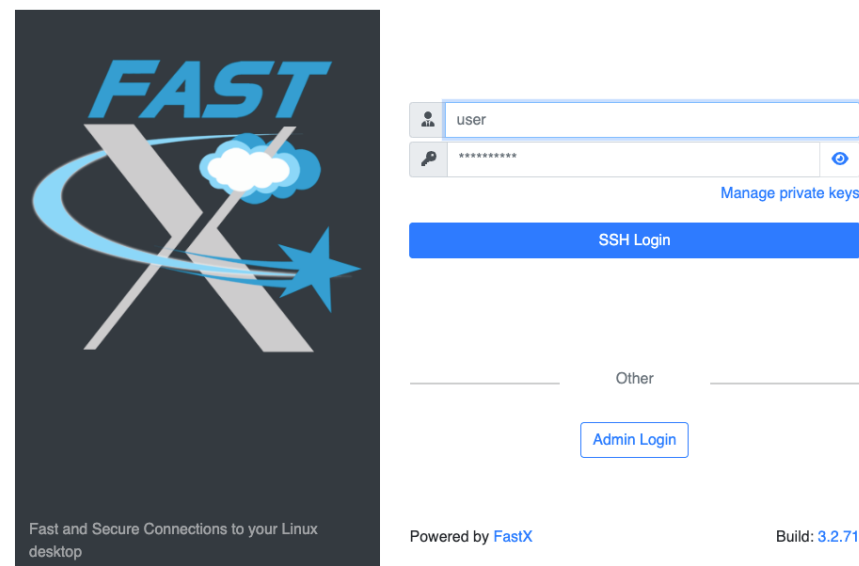 FAST
X
Fast and Secure Connections to your Linux
desktop
user
**********
Manage private keys
SSH Login
Other
Admin Login
Powered by FastX
Build: 3.2.71